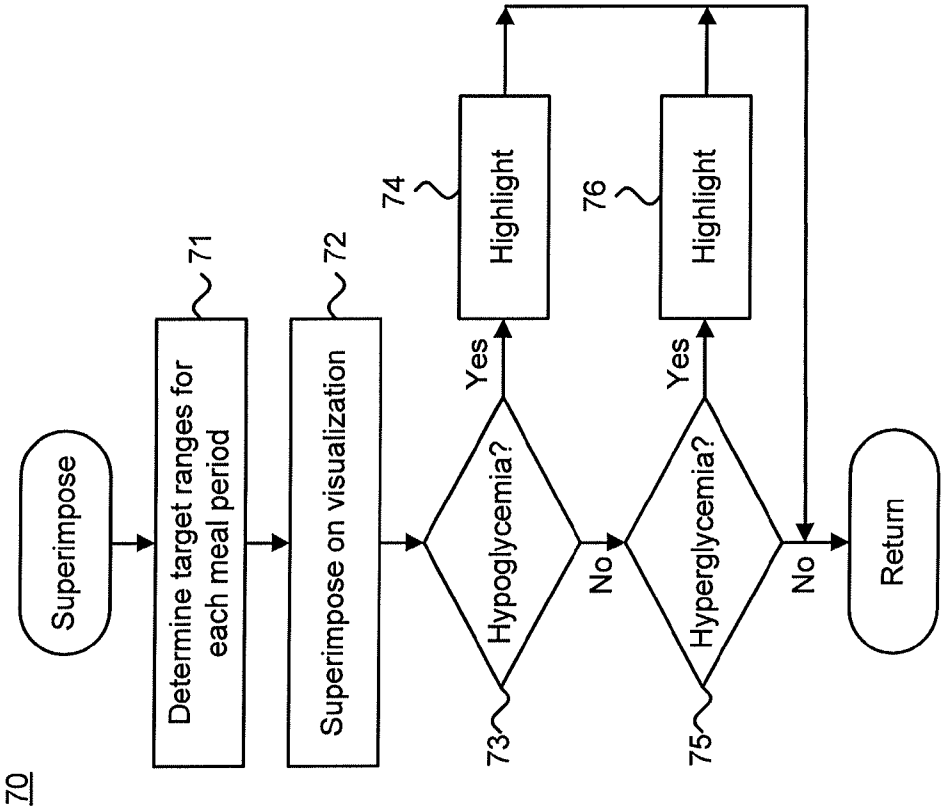 70
Superimpose
Determine target ranges for
each meal period
71
Superimpose on visualization
72
Hypoglycemia?
73
Yes
Highlight
74
No
Hyperglycemia?
75
Yes
Highlight
76
No
Return